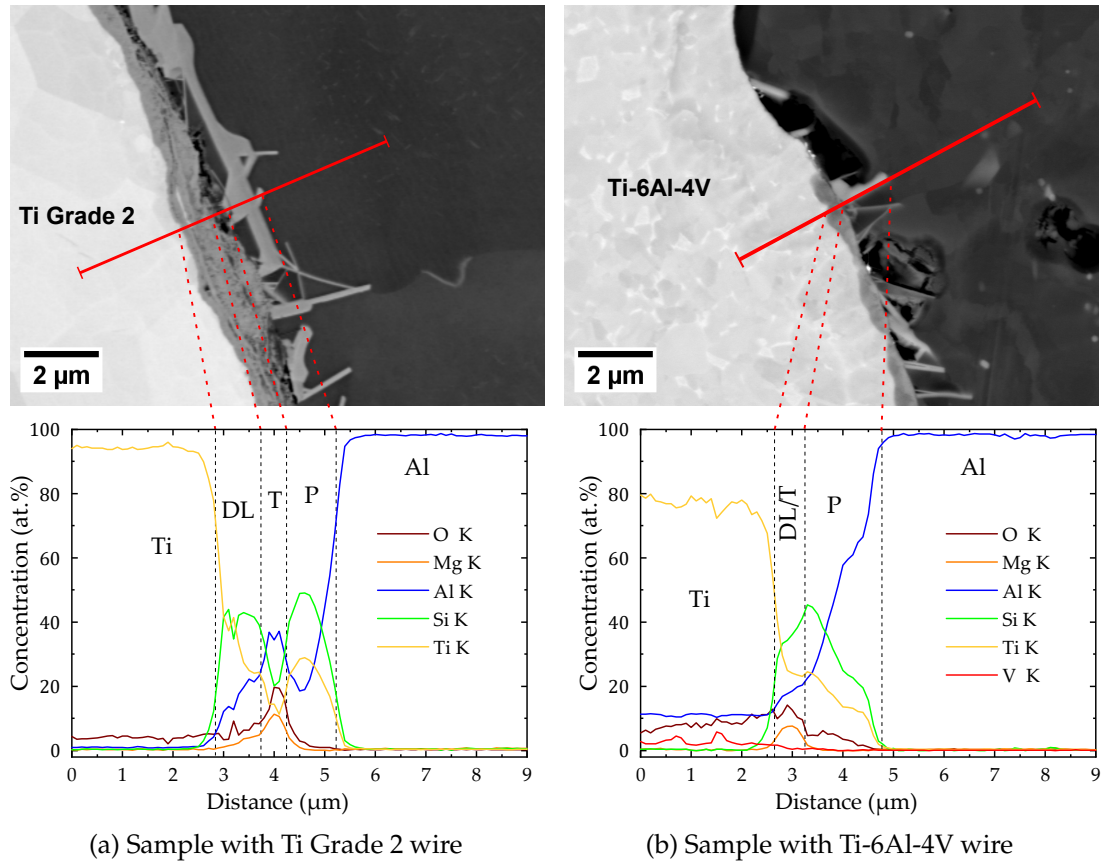 Ti Grade 2
2 µm
Ti-6Al-4V
2 µm
100
80
60
40
20
0
Concentration (at.%)
Ti
DL
T
P
Al
O K
Mg K
Al K
Si K
Ti K
0 1 2 3 4 5 6 7 8 9
Distance (µm)
(a) Sample with Ti Grade 2 wire
100
80
60
40
20
0
Concentration (at.%)
Ti
DL/T
P
Al
O K
Mg K
Al K
Si K
Ti K
V K
0 1 2 3 4 5 6 7 8 9
Distance (µm)
(b) Sample with Ti-6Al-4V wire